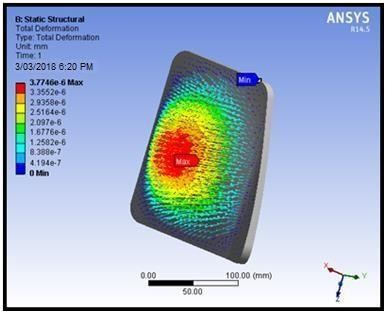 B: Static Structural
Total Deformation
Type: Total Deformation
Unit: mm
Time: 1
3/03/2018 6:20 PM
3.7746e-6 Max
3.3552e-6
2.9358e-6
2.5164e-6
2.097e-6
1.6776e-6
1.2582e-6
8.388e-7
4.194e-7
0 Min
ANSYS
R14.5
Min
Max
0.00
100.00 (mm)
50.00
X
Y
Z